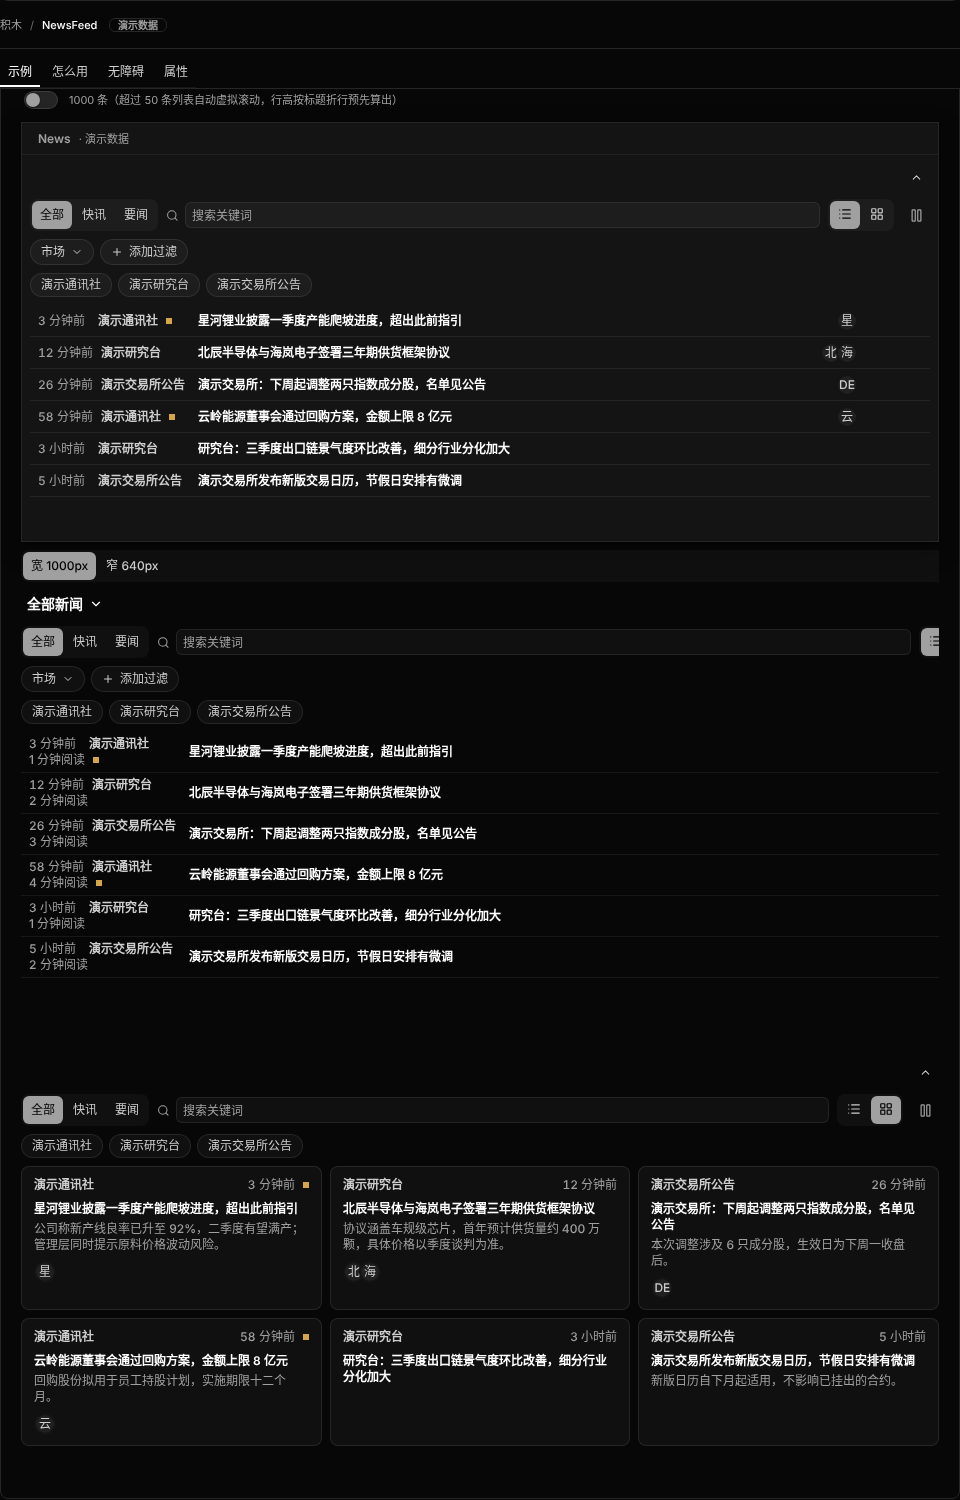 积木 / NewsFeed 演示数据
示例 怎么用 无障碍 属性
1000 条（超过 50 条列表自动虚拟滚动，行高按标题折行预先算出）
News · 演示数据
全部 快讯 要闻 搜索关键词
市场 + 添加过滤
演示通讯社 演示研究台 演示交易所公告
3 分钟前 演示通讯社 星河锂业披露一季度产能爬坡进度，超出此前指引 星
12 分钟前 演示研究台 北辰半导体与海岚电子签署三年期供货框架协议 北 海
26 分钟前 演示交易所公告 演示交易所：下周起调整两只指数成分股，名单见公告 DE
58 分钟前 演示通讯社 云岭能源董事会通过回购方案，金额上限 8 亿元 云
3 小时前 演示研究台 研究台：三季度出口链景气度环比改善，细分行业分化加大
5 小时前 演示交易所公告 演示交易所发布新版交易日历，节假日安排有微调
宽 1000px 窄 640px
全部新闻
全部 快讯 要闻 搜索关键词
市场 + 添加过滤
演示通讯社 演示研究台 演示交易所公告
3 分钟前 演示通讯社
1 分钟阅读
星河锂业披露一季度产能爬坡进度，超出此前指引
12 分钟前 演示研究台
2 分钟阅读
北辰半导体与海岚电子签署三年期供货框架协议
26 分钟前 演示交易所公告
3 分钟阅读
演示交易所：下周起调整两只指数成分股，名单见公告
58 分钟前 演示通讯社
4 分钟阅读
云岭能源董事会通过回购方案，金额上限 8 亿元
3 小时前 演示研究台
1 分钟阅读
研究台：三季度出口链景气度环比改善，细分行业分化加大
5 小时前 演示交易所公告
2 分钟阅读
演示交易所发布新版交易日历，节假日安排有微调
全部 快讯 要闻 搜索关键词
演示通讯社 演示研究台 演示交易所公告
演示通讯社 3 分钟前
星河锂业披露一季度产能爬坡进度，超出此前指引
公司称新产线良率已升至 92%，二季度有望满产；
管理层同时提示原料价格波动风险。
星
演示研究台 12 分钟前
北辰半导体与海岚电子签署三年期供货框架协议
协议涵盖车规级芯片，首年预计供货量约 400 万
颗，具体价格以季度谈判为准。
北 海
演示交易所公告 26 分钟前
演示交易所：下周起调整两只指数成分股，名单见
公告
本次调整涉及 6 只成分股，生效日为下周一收盘
后。
DE
演示通讯社 58 分钟前
云岭能源董事会通过回购方案，金额上限 8 亿元
回购股份拟用于员工持股计划，实施期限十二个
月。
云
演示研究台 3 小时前
研究台：三季度出口链景气度环比改善，细分行业
分化加大
演示交易所公告 5 小时前
演示交易所发布新版交易日历，节假日安排有微调
新版日历自下月起适用，不影响已挂出的合约。